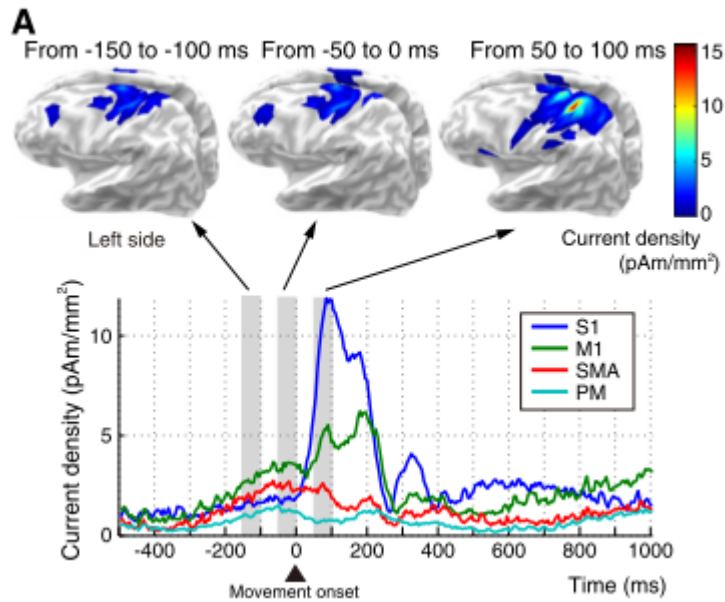 A
From -150 to -100 ms
From -50 to 0 ms
From 50 to 100 ms
15
10
5
0
Left side
Current density
(pAm/mm²)
Current density (pAm/mm²)
10
5
0
S1
M1
SMA
PM
-400
-200
0
200
400
600
800
1000
Movement onset
Time (ms)